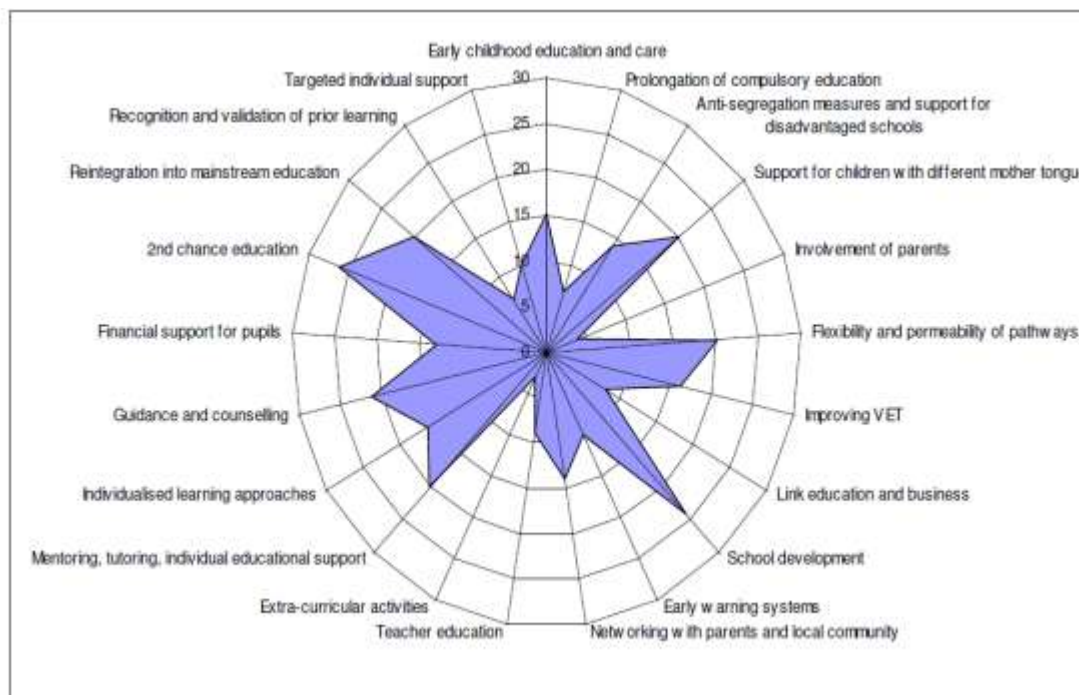 Early childhood education and care
Targeted individual support
30
Prolongation of compulsory education
Recognition and validation of prior learning
Anti-segregation measures and support for
disadvantaged schools
25
Reintegration into mainstream education
20
Support for children with different mother tongue
15
2nd chance education
Involvement of parents
10
5
Financial support for pupils
Flexibility and permeability of pathways
0
Guidance and counselling
Improving VET
Individualised learning approaches
Link education and business
Mentoring, tutoring, individual educational support
School development
Extra-curricular activities
Early warning systems
Teacher education
Networking with parents and local community